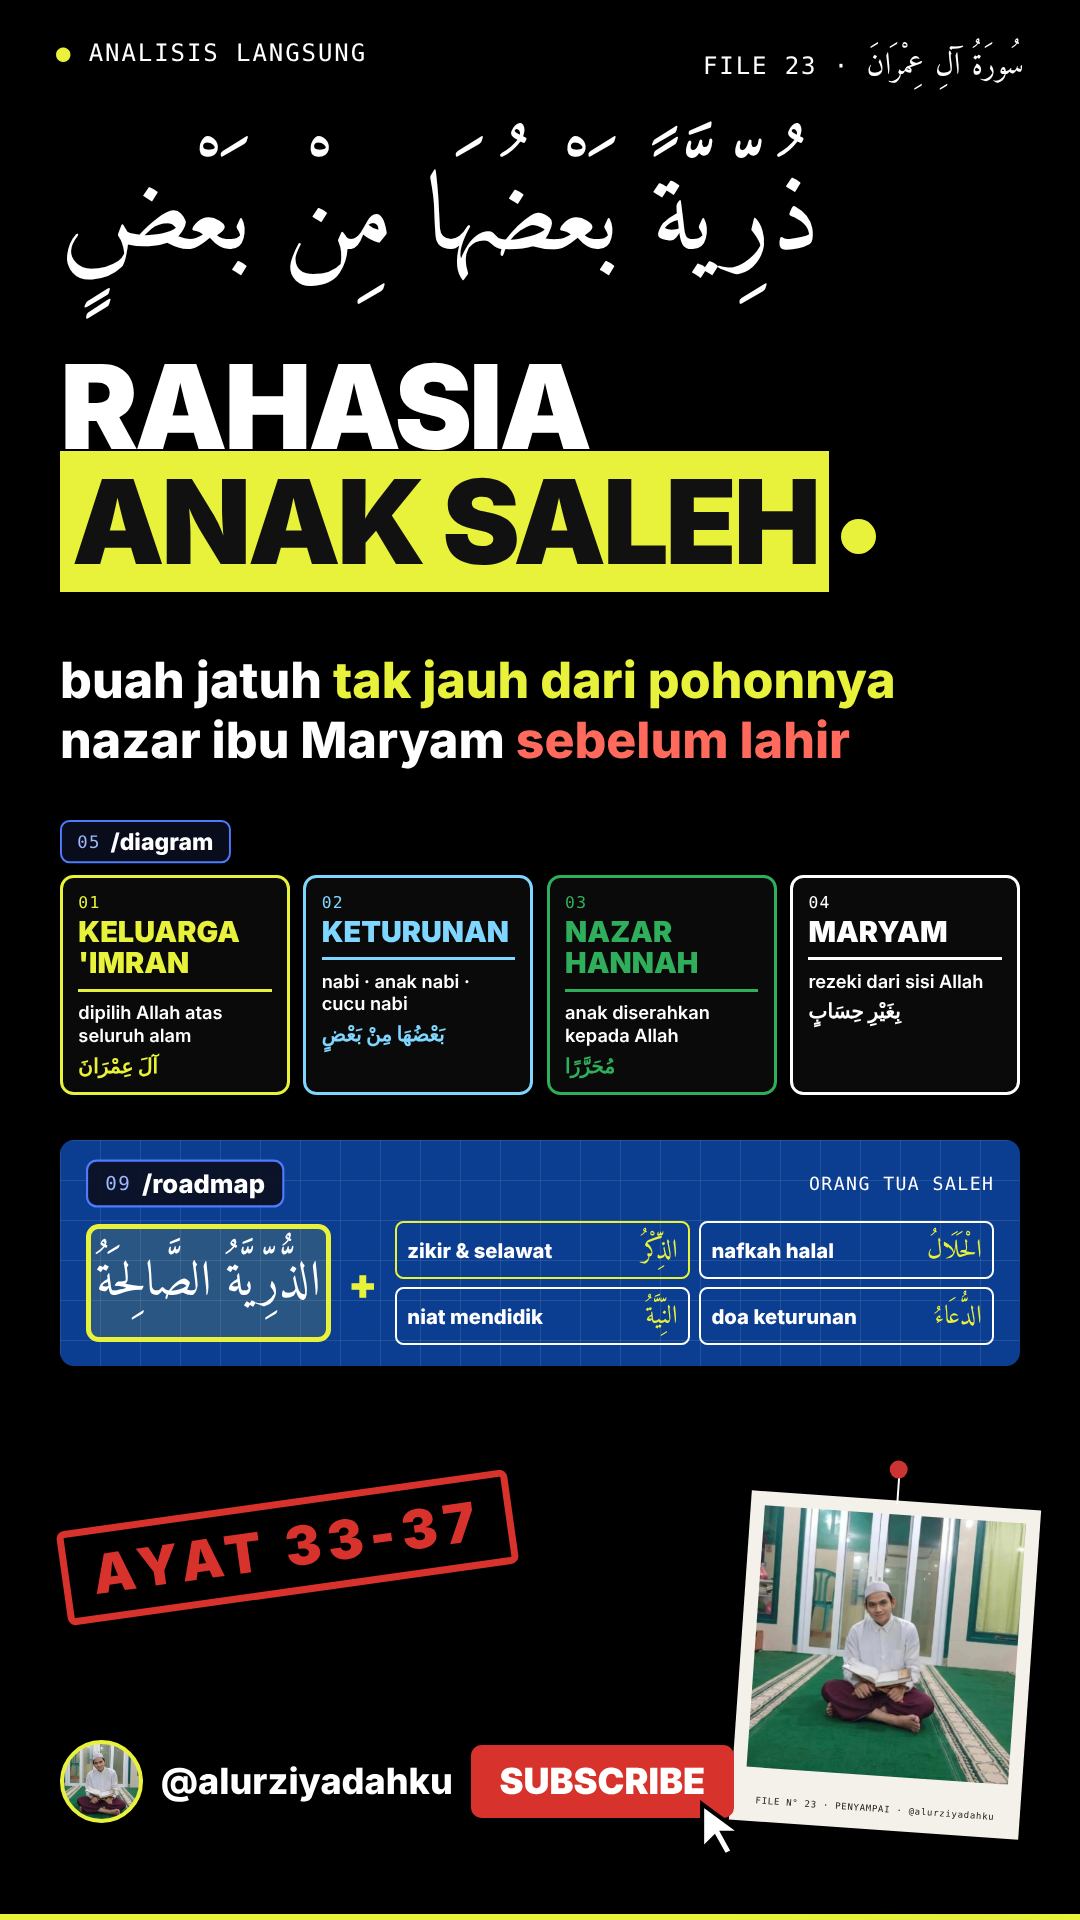 ANALISIS LANGSUNG
FILE 23 · سُورَةُ آلِ عِمْرَانَ
ذُرِّيَّةًۢ بَعْضُهَا مِنْۢ بَعْضٍ
RAHASIA
ANAK SALEH
buah jatuh tak jauh dari pohonnya
nazar ibu Maryam sebelum lahir
05 /diagram
01
KELUARGA
'IMRAN
dipilih Allah atas
seluruh alam
آلَ عِمْرَانَ
02
KETURUNAN
nabi · anak nabi ·
cucu nabi
بَعْضُهَا مِنْ بَعْضٍ
03
NAZAR
HANNAH
anak diserahkan
kepada Allah
مُحَرَّرًا
04
MARYAM
rezeki dari sisi Allah
بِغَيْرِ حِسَابٍ
09 /roadmap
ORANG TUA SALEH
الذُّرِّيَّةُ الصَّالِحَةُ
+
zikir & selawat الذِّكْرُ
nafkah halal الْحَلَالُ
niat mendidik النِّيَّةُ
doa keturunan الدُّعَاءُ
AYAT 33-37
@alurziyadahku
SUBSCRIBE
FILE N° 23 · PENYAMPAI · @alurziyadahku